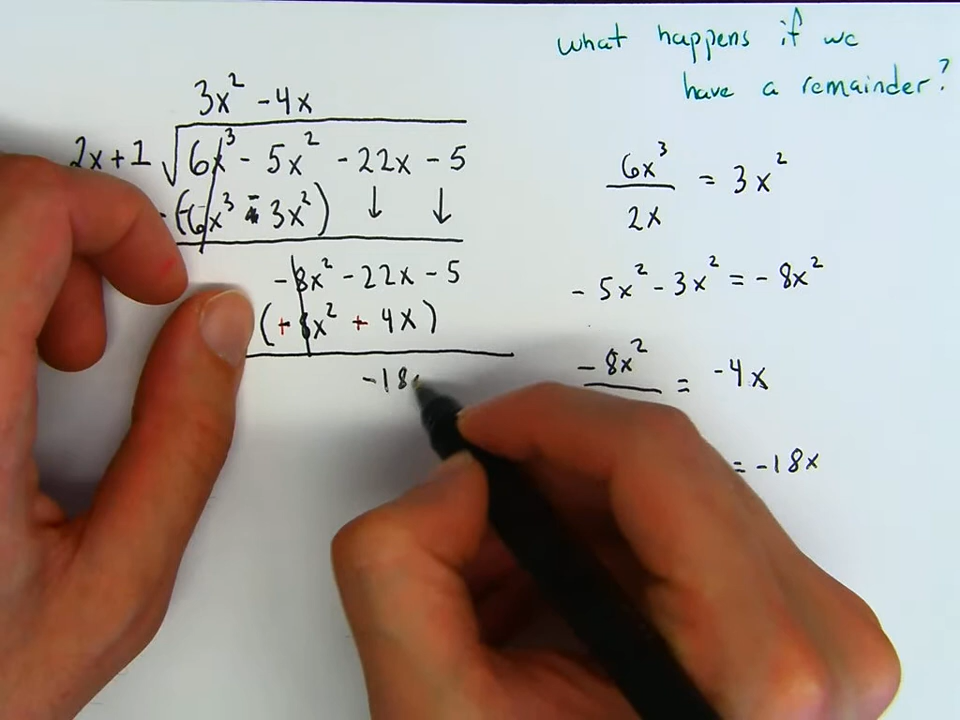 what happens if we
have a remainder?
3x² - 4x
2x+1 √6x³ - 5x² - 22x - 5
-(6x³ - 3x²) ↓ ↓
-8x² - 22x - 5
(+8x² + 4x)
-18
6x³/2x = 3x²
-5x² - 3x² = -8x²
-8x² = -4x
= -18x